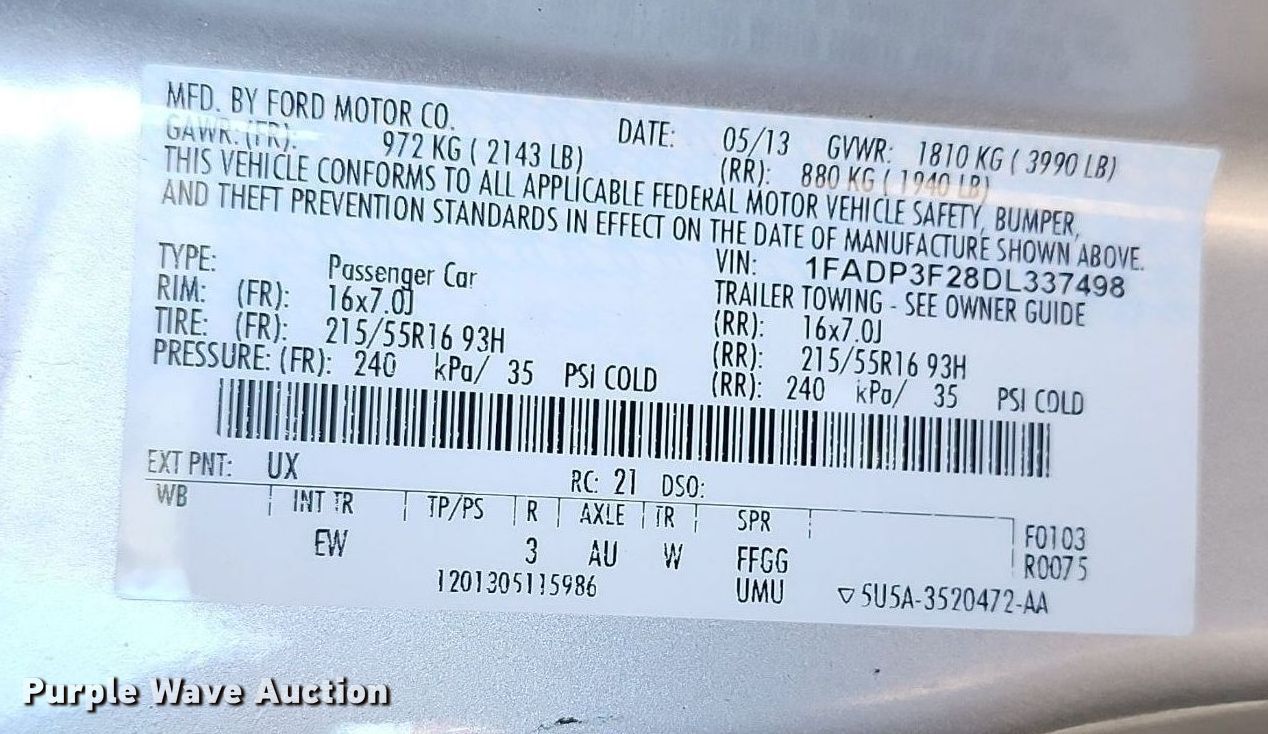 MFD. BY FORD MOTOR CO. DATE: 05/13 GVWR: 1810 KG ( 3990 LB)
GAWR: (FR): 972 KG ( 2143 LB) (RR): 880 KG ( 1940 LB)
THIS VEHICLE CONFORMS TO ALL APPLICABLE FEDERAL MOTOR VEHICLE SAFETY, BUMPER,
AND THEFT PREVENTION STANDARDS IN EFFECT ON THE DATE OF MANUFACTURE SHOWN ABOVE.
VIN: 1FADP3F28DL337498
TYPE: Passenger Car TRAILER TOWING - SEE OWNER GUIDE
RIM: (FR): 16x7.0J (RR): 16x7.0J
TIRE: (FR): 215/55R16 93H (RR): 215/55R16 93H
PRESSURE: (FR): 240 kPa/ 35 PSI COLD (RR): 240 kPa/ 35 PSI COLD
EXT PNT: UX RC: 21 DSO:
WB INT TR TP/PS R AXLE TR SPR F0103
EW 3 AU W FFGG R0075
1201305115986 UMU ▽ 5U5A-3520472-AA
Purple Wave Auction